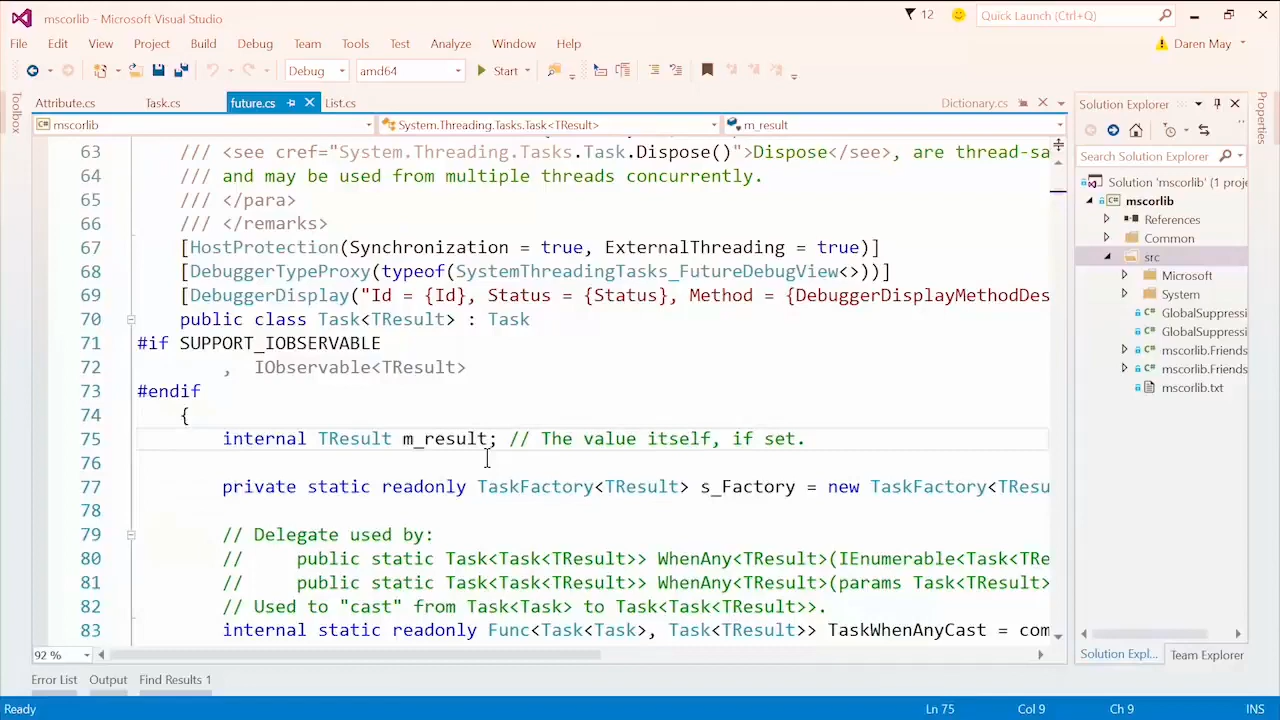 mscorlib - Microsoft Visual Studio
12
Quick Launch (Ctrl+Q)
File Edit View Project Build Debug Team Tools Test Analyze Window Help
Daren May
Debug amd64 Start
Attribute.cs Task.cs future.cs List.cs Dictionary.cs
mscorlib System.Threading.Tasks.Task<TResult> m_result
63 /// <see cref="System.Threading.Tasks.Task.Dispose()">Dispose</see>, are thread-sa
64 /// and may be used from multiple threads concurrently.
65 /// </para>
66 /// </remarks>
67 [HostProtection(Synchronization = true, ExternalThreading = true)]
68 [DebuggerTypeProxy(typeof(SystemThreadingTasks_FutureDebugView<>))]
69 [DebuggerDisplay("Id = {Id}, Status = {Status}, Method = {DebuggerDisplayMethodDes
70 public class Task<TResult> : Task
71 #if SUPPORT_IOBSERVABLE
72 , IObservable<TResult>
73 #endif
74 {
75 internal TResult m_result; // The value itself, if set.
76
77 private static readonly TaskFactory<TResult> s_Factory = new TaskFactory<TResu
78
79 // Delegate used by:
80 // public static Task<Task<TResult>> WhenAny<TResult>(IEnumerable<Task<TRe
81 // public static Task<Task<TResult>> WhenAny<TResult>(params Task<TResult>
82 // Used to "cast" from Task<Task> to Task<Task<TResult>>.
83 internal static readonly Func<Task<Task>, Task<TResult>> TaskWhenAnyCast = com
92 %
Toolbox
Solution Explorer
Search Solution Explorer
Solution 'mscorlib' (1 proje
mscorlib
References
Common
src
Microsoft
System
GlobalSuppressi
GlobalSuppressi
mscorlib.Friends
mscorlib.Friends
mscorlib.txt
Solution Expl... Team Explorer
Properties
Error List Output Find Results 1
Ready Ln 75 Col 9 Ch 9 INS